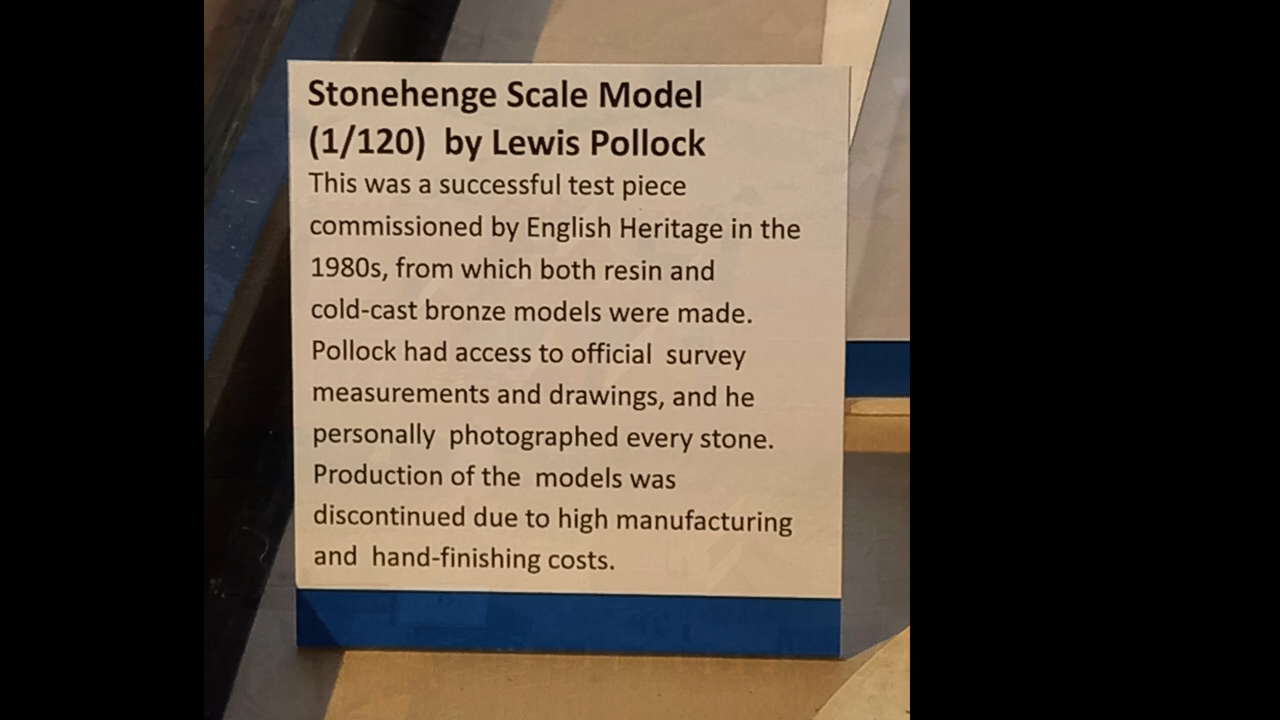 Stonehenge Scale Model
(1/120) by Lewis Pollock
This was a successful test piece
commissioned by English Heritage in the
1980s, from which both resin and
cold-cast bronze models were made.
Pollock had access to official survey
measurements and drawings, and he
personally photographed every stone.
Production of the models was
discontinued due to high manufacturing
and hand-finishing costs.